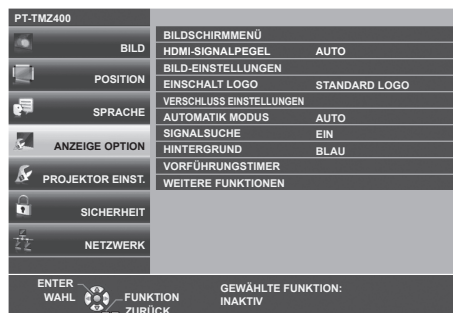 PT-TMZ400
BILD
POSITION
SPRACHE
ANZEIGE OPTION
PROJEKTOR EINST.
SICHERHEIT
NETZWERK
BILDSCHIRMMENÜ
HDMI-SIGNALPEGEL AUTO
BILD-EINSTELLUNGEN
EINSCHALT LOGO STANDARD LOGO
VERSCHLUSS EINSTELLUNGEN
AUTOMATIK MODUS AUTO
SIGNALSUCHE EIN
HINTERGRUND BLAU
VORFÜHRUNGSTIMER
WEITERE FUNKTIONEN
ENTER
WAHL
FUNKTION
ZURÜCK
GEWÄHLTE FUNKTION:
INAKTIV